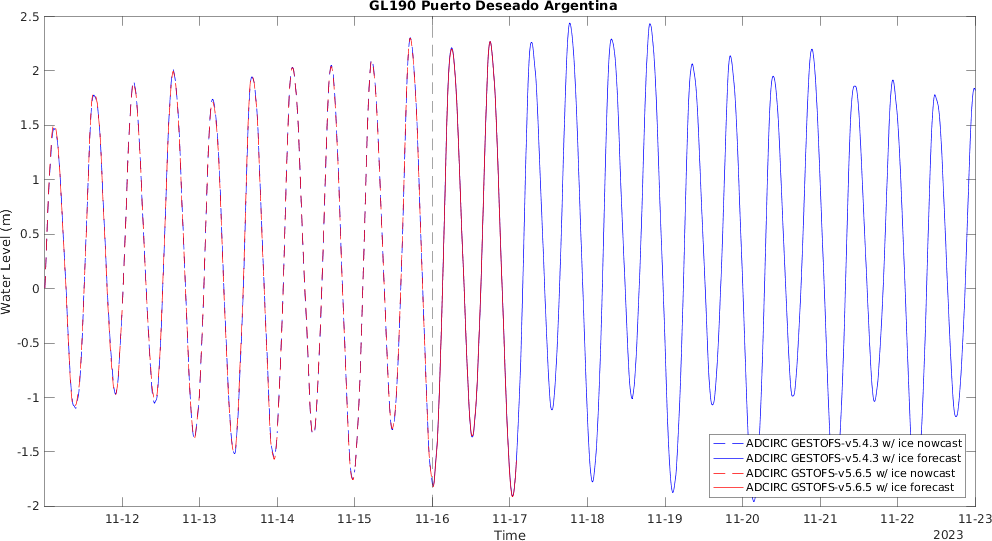 GL190 Puerto Deseado Argentina
2.5
2
1.5
1
0.5
0
-0.5
-1
-1.5
-2
Water Level (m)
ADCIRC GESTOFS-v5.4.3 w/ ice nowcast
ADCIRC GESTOFS-v5.4.3 w/ ice forecast
ADCIRC GSTOFS-v5.6.5 w/ ice nowcast
ADCIRC GSTOFS-v5.6.5 w/ ice forecast
11-12 11-13 11-14 11-15 11-16 11-17 11-18 11-19 11-20 11-21 11-22 11-23
Time
2023